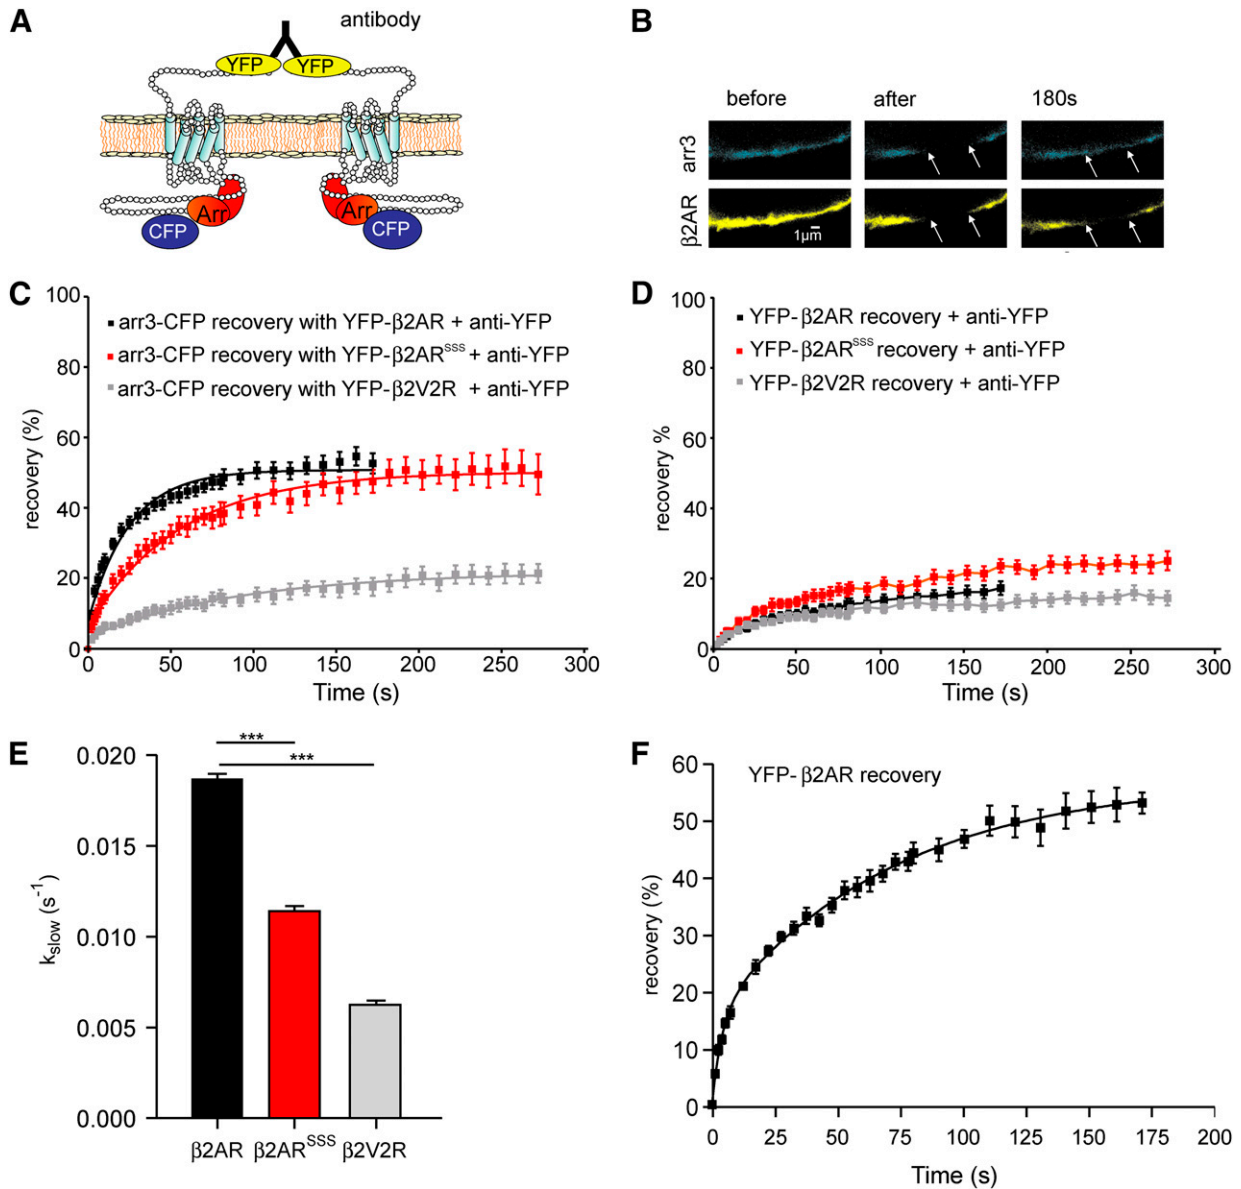 A
antibody
YFP YFP
Arr Arr
CFP CFP
B
before after 180s
arr3
β2AR
1µm
C
100
80
60
40
20
0
recovery (%)
arr3-CFP recovery with YFP-β2AR + anti-YFP
arr3-CFP recovery with YFP-β2AR^SSS + anti-YFP
arr3-CFP recovery with YFP-β2V2R + anti-YFP
0 50 100 150 200 250 300
Time (s)
D
100
80
60
40
20
0
recovery %
YFP-β2AR recovery + anti-YFP
YFP-β2AR^SSS recovery + anti-YFP
YFP-β2V2R recovery + anti-YFP
0 50 100 150 200 250 300
Time (s)
E
***
***
0.020
0.015
0.010
0.005
0.000
k_slow (s^-1)
β2AR β2AR^SSS β2V2R
F
YFP-β2AR recovery
60
50
40
30
20
10
0
recovery (%)
0 25 50 75 100 125 150 175 200
Time (s)